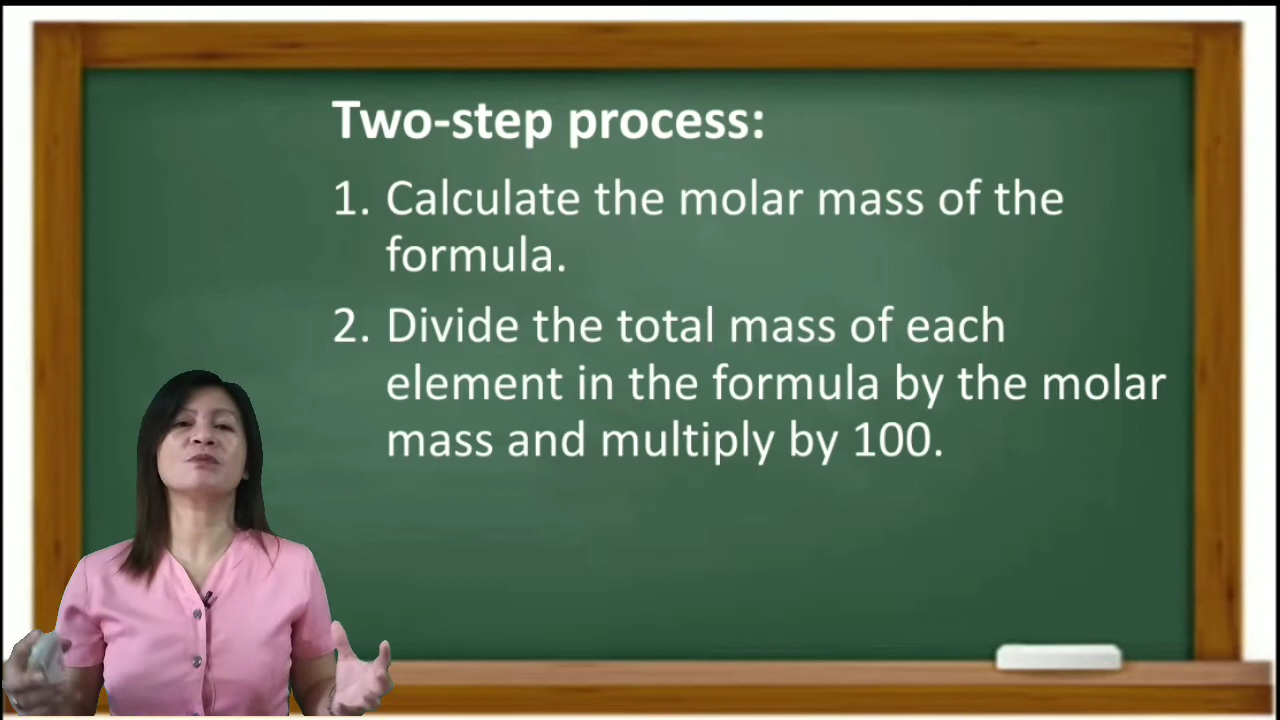 Two-step process:
1. Calculate the molar mass of the
formula.
2. Divide the total mass of each
element in the formula by the molar
mass and multiply by 100.